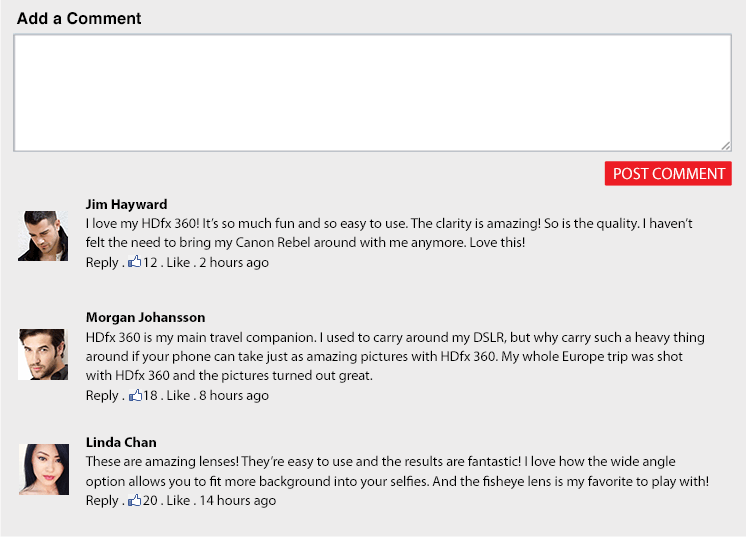 Add a Comment
POST COMMENT
Jim Hayward
I love my HDfx 360! It's so much fun and so easy to use. The clarity is amazing! So is the quality. I haven't
felt the need to bring my Canon Rebel around with me anymore. Love this!
Reply . 12 . Like . 2 hours ago
Morgan Johansson
HDfx 360 is my main travel companion. I used to carry around my DSLR, but why carry such a heavy thing
around if your phone can take just as amazing pictures with HDfx 360. My whole Europe trip was shot
with HDfx 360 and the pictures turned out great.
Reply . 18 . Like . 8 hours ago
Linda Chan
These are amazing lenses! They're easy to use and the results are fantastic! I love how the wide angle
option allows you to fit more background into your selfies. And the fisheye lens is my favorite to play with!
Reply . 20 . Like . 14 hours ago